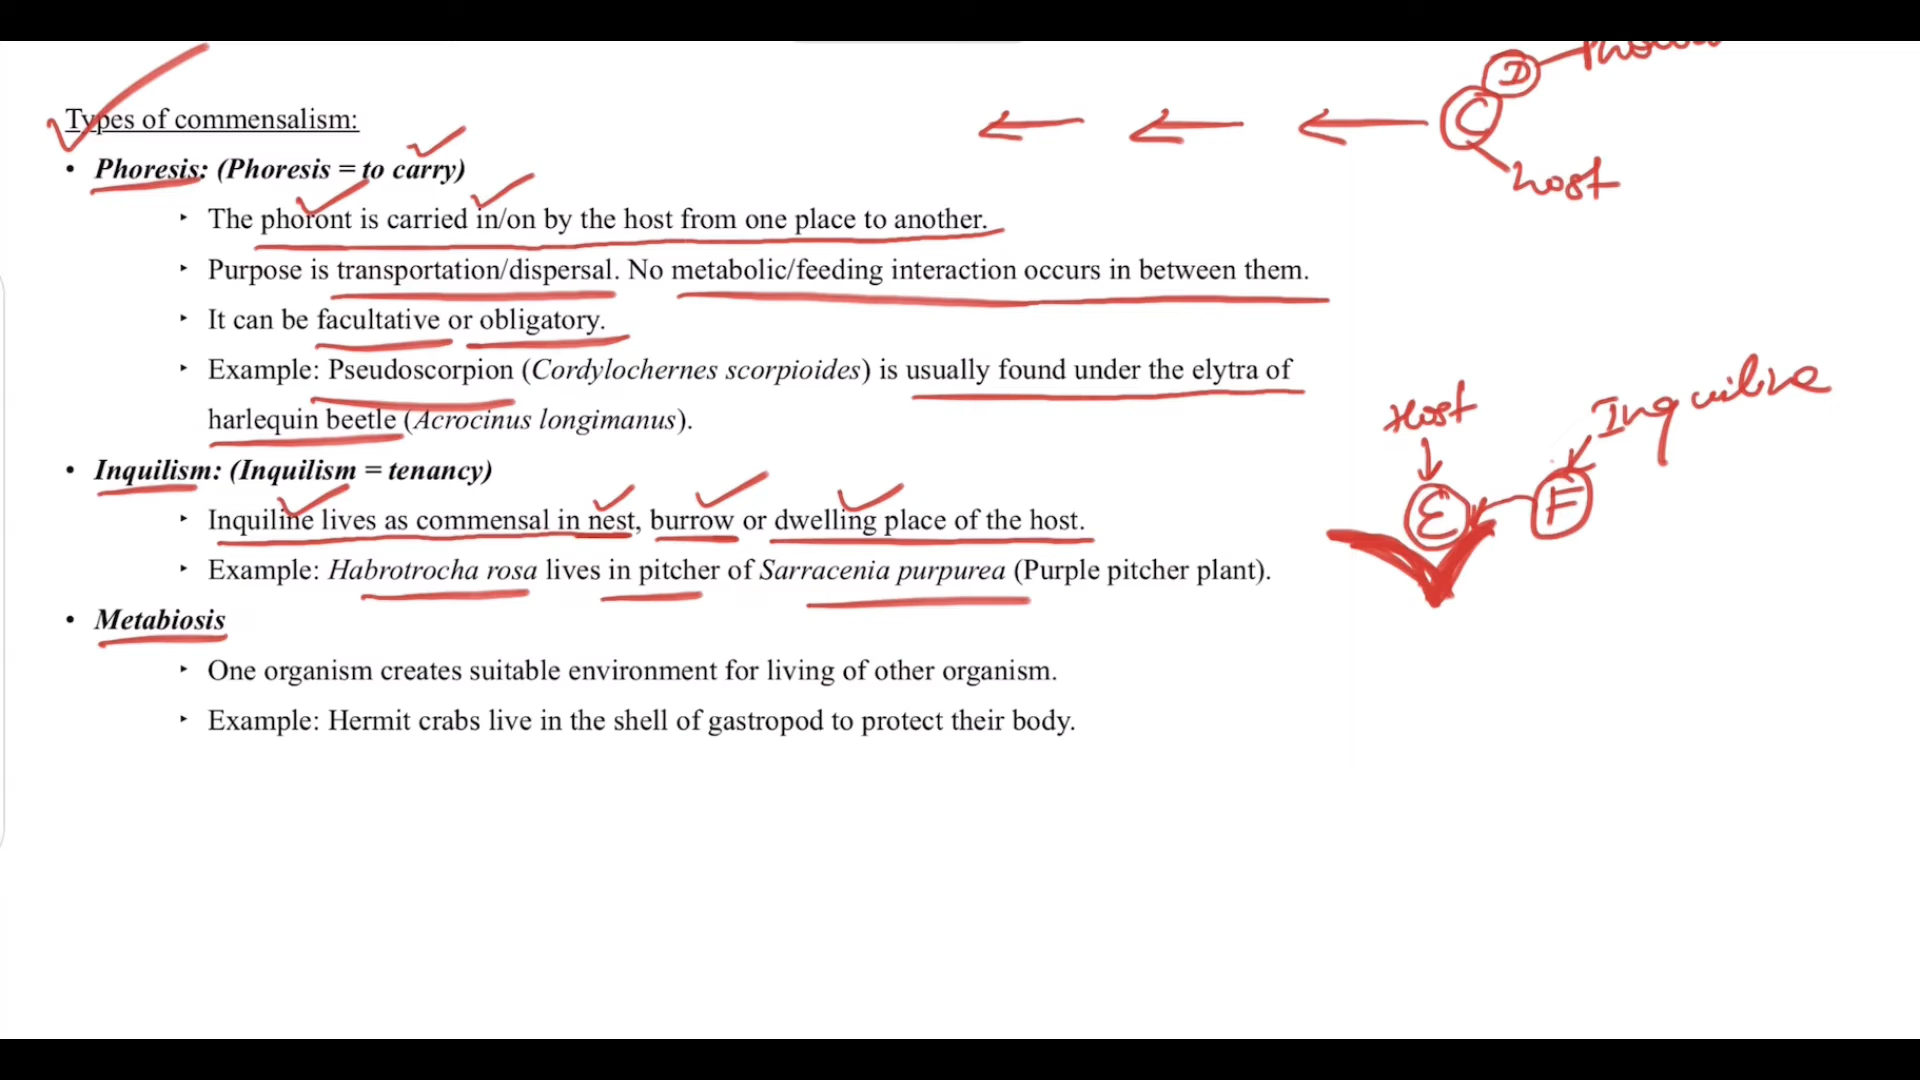 Types of commensalism:
• Phoresis: (Phoresis = to carry)
‣ The phoront is carried in/on by the host from one place to another.
‣ Purpose is transportation/dispersal. No metabolic/feeding interaction occurs in between them.
‣ It can be facultative or obligatory.
‣ Example: Pseudoscorpion (Cordylochernes scorpioides) is usually found under the elytra of
harlequin beetle (Acrocinus longimanus).
• Inquilism: (Inquilism = tenancy)
‣ Inquiline lives as commensal in nest, burrow or dwelling place of the host.
‣ Example: Habrotrocha rosa lives in pitcher of Sarracenia purpurea (Purple pitcher plant).
• Metabiosis
‣ One organism creates suitable environment for living of other organism.
‣ Example: Hermit crabs live in the shell of gastropod to protect their body.
D
C
host
Host
Inquiline
E
F